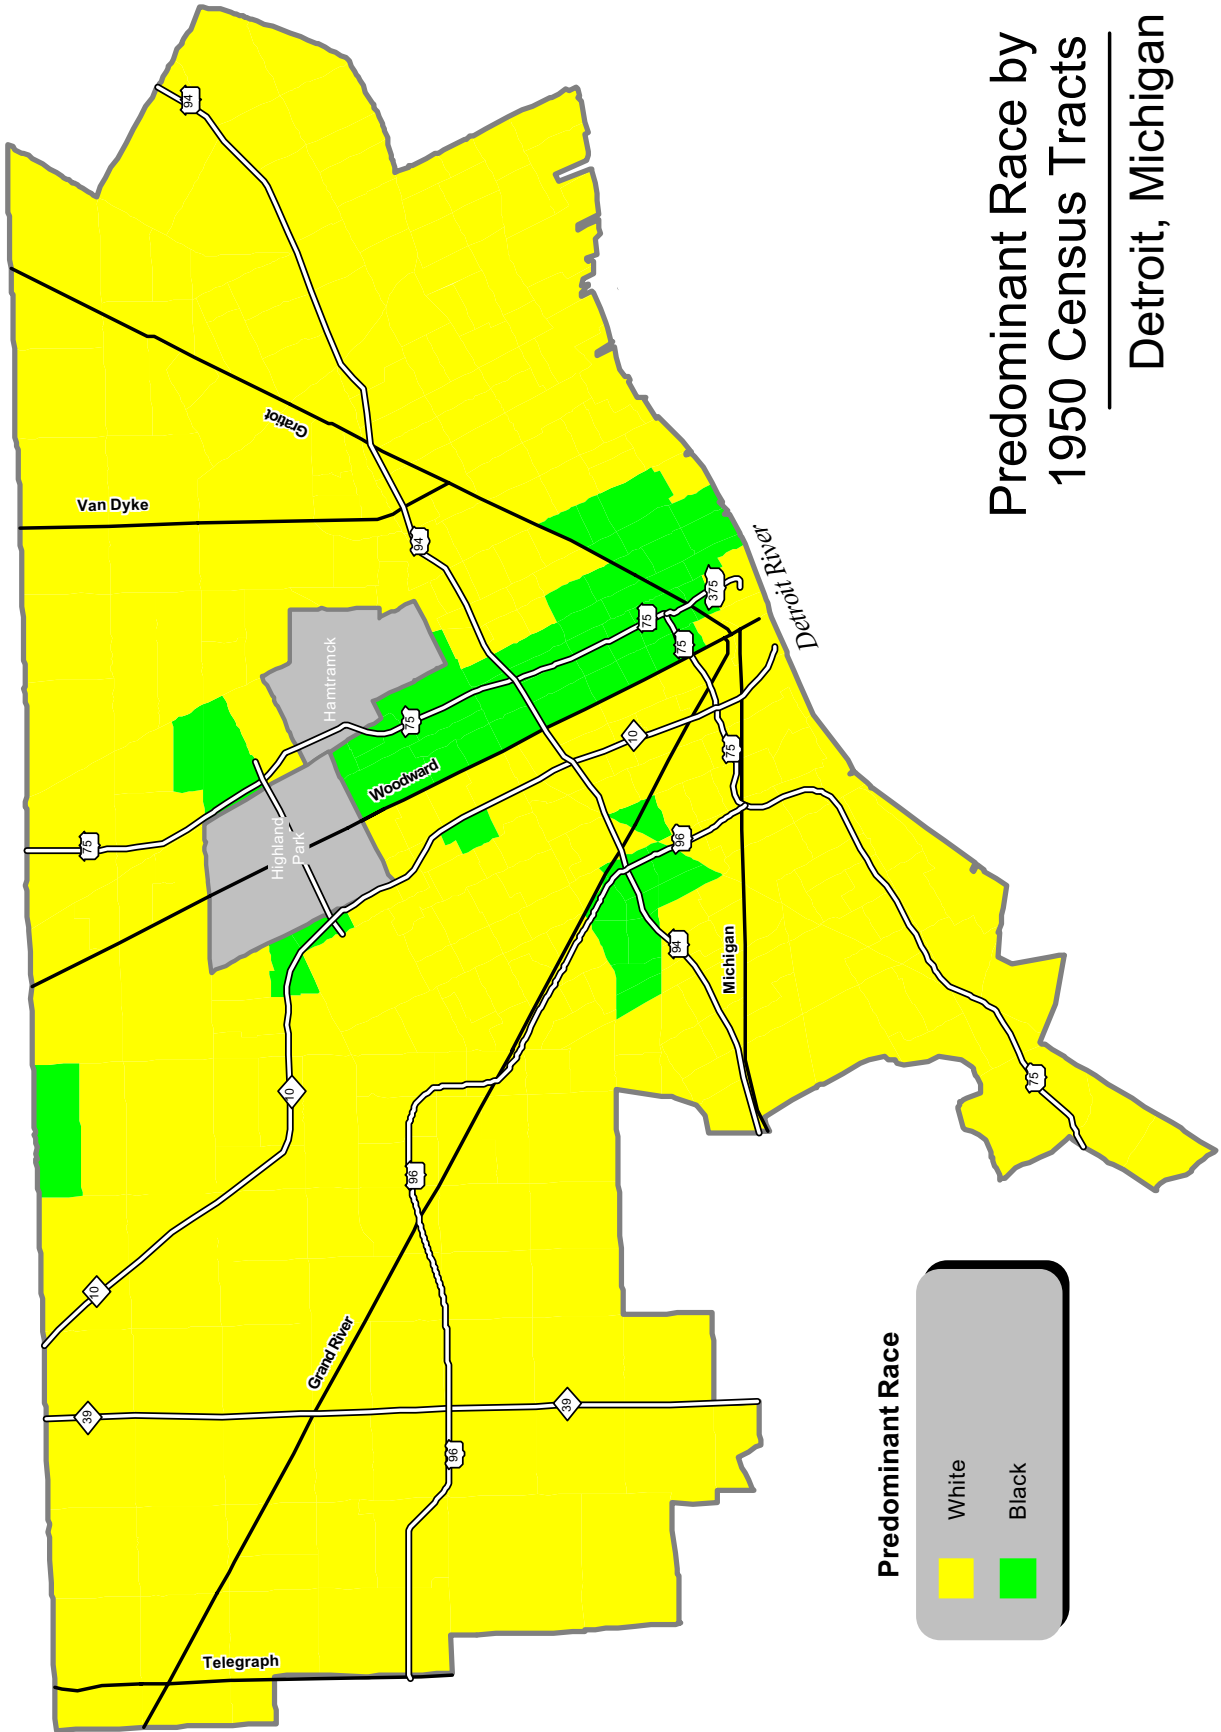 Predominant Race by
1950 Census Tracts
Detroit, Michigan
94
Gratiot
Van Dyke
94
Hamtramck
75
75
375
75
Detroit River
75
Woodward
10
75
Highland
Park
75
96
94
Michigan
10
75
96
10
Grand River
39
39
96
Telegraph
Predominant Race
White
Black